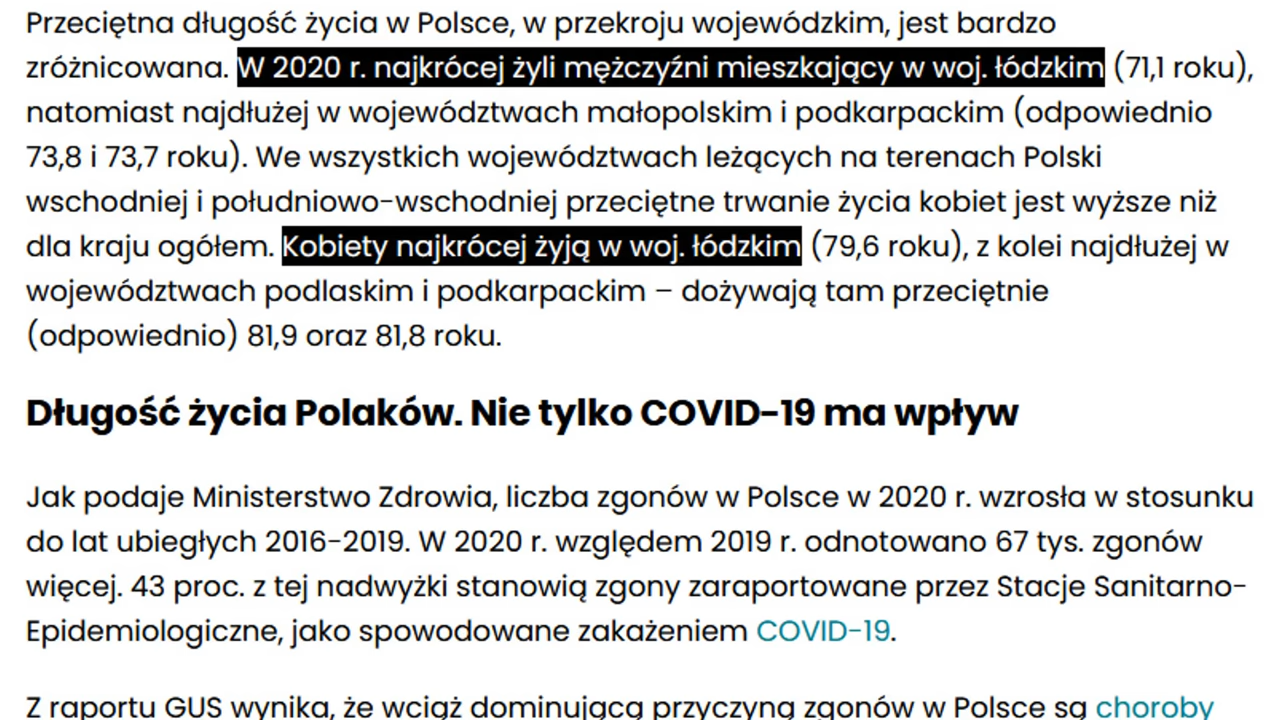 Przeciętna długość życia w Polsce, w przekroju wojewódzkim, jest bardzo
zróżnicowana. W 2020 r. najkrócej żyli mężczyźni mieszkający w woj. łódzkim (71,1 roku),
natomiast najdłużej w województwach małopolskim i podkarpackim (odpowiednio
73,8 i 73,7 roku). We wszystkich województwach leżących na terenach Polski
wschodniej i południowo-wschodniej przeciętne trwanie życia kobiet jest wyższe niż
dla kraju ogółem. Kobiety najkrócej żyją w woj. łódzkim (79,6 roku), z kolei najdłużej w
województwach podlaskim i podkarpackim – dożywają tam przeciętnie
(odpowiednio) 81,9 oraz 81,8 roku.
Długość życia Polaków. Nie tylko COVID-19 ma wpływ
Jak podaje Ministerstwo Zdrowia, liczba zgonów w Polsce w 2020 r. wzrosła w stosunku
do lat ubiegłych 2016-2019. W 2020 r. względem 2019 r. odnotowano 67 tys. zgonów
więcej. 43 proc. z tej nadwyżki stanowią zgony zaraportowane przez Stacje Sanitarno-
Epidemiologiczne, jako spowodowane zakażeniem COVID-19.
Z raportu GUS wynika, że wciąż dominującą przyczyną zgonów w Polsce są choroby